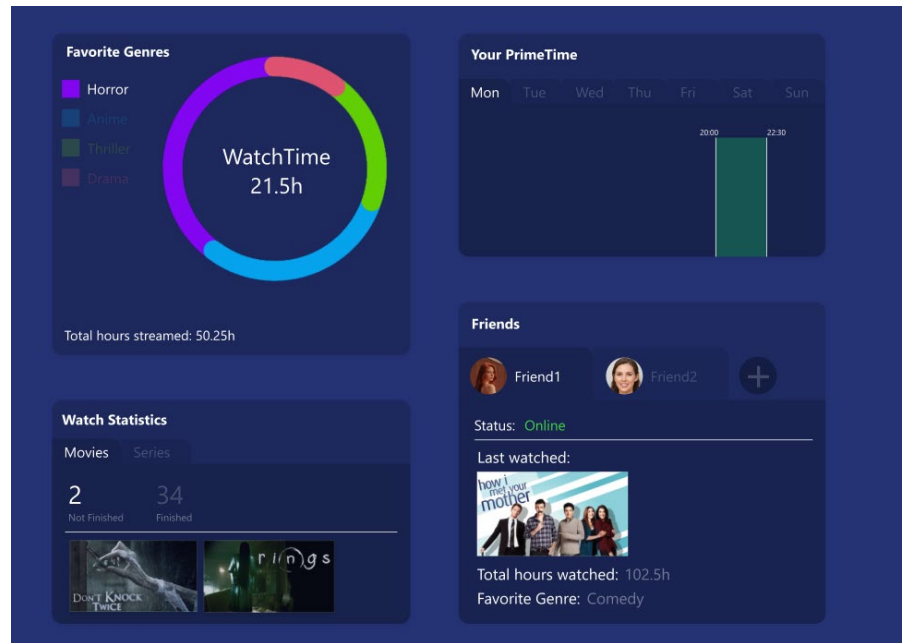 Favorite Genres
Horror
Anime
Thriller
Drama
WatchTime
21.5h
Total hours streamed: 50.25h
Your PrimeTime
Mon Tue Wed Thu Fri Sat Sun
20:00 22:30
Watch Statistics
Movies Series
2 34
Not Finished Finished
DON'T KNOCK
TWICE
rings
Friends
Friend1 Friend2
Status: Online
Last watched:
how i
met your
mother
Total hours watched: 102.5h
Favorite Genre: Comedy